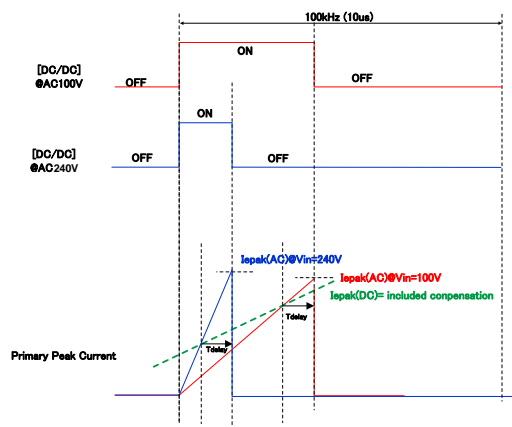 100kHz (10us)
[DC/DC]
@AC100V
OFF
ON
OFF
ON
[DC/DC]
@AC240V
OFF
OFF
Iepak(AC)@Vin=240V
Iepak(AC)@Vin=100V
Iepak(DC)= included conpensation
Tdelay
Tdelay
Primary Peak Current